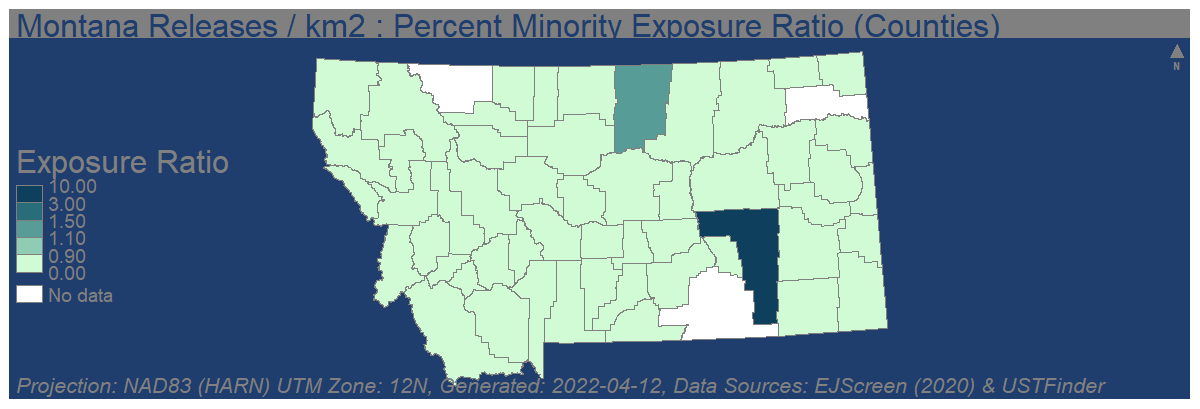 Montana Releases / km2 : Percent Minority Exposure Ratio (Counties)
N
Exposure Ratio
10.00
3.00
1.50
1.10
0.90
0.00
No data
Projection: NAD83 (HARN) UTM Zone: 12N, Generated: 2022-04-12, Data Sources: EJScreen (2020) & USTFinder